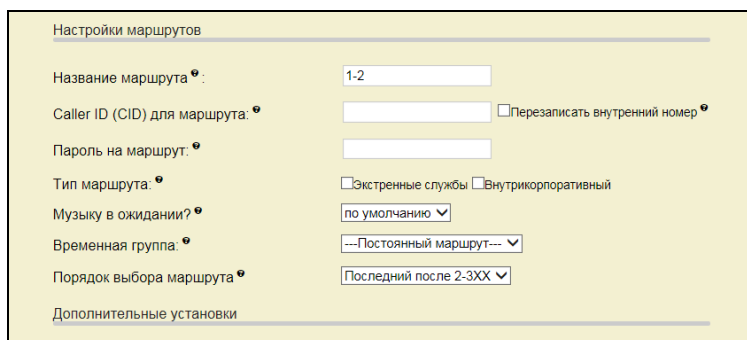 Настройки маршрутов
Название маршрута : 1-2
Caller ID (CID) для маршрута: Перезаписать внутренний номер
Пароль на маршрут:
Тип маршрута: Экстренные службы Внутрикорпоративный
Музыку в ожидании? по умолчанию
Временная группа: ---Постоянный маршрут---
Порядок выбора маршрута Последний после 2-3XX
Дополнительные установки